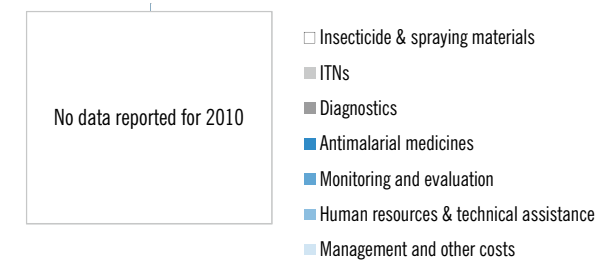 No data reported for 2010
Insecticide & spraying materials
ITNs
Diagnostics
Antimalarial medicines
Monitoring and evaluation
Human resources & technical assistance
Management and other costs